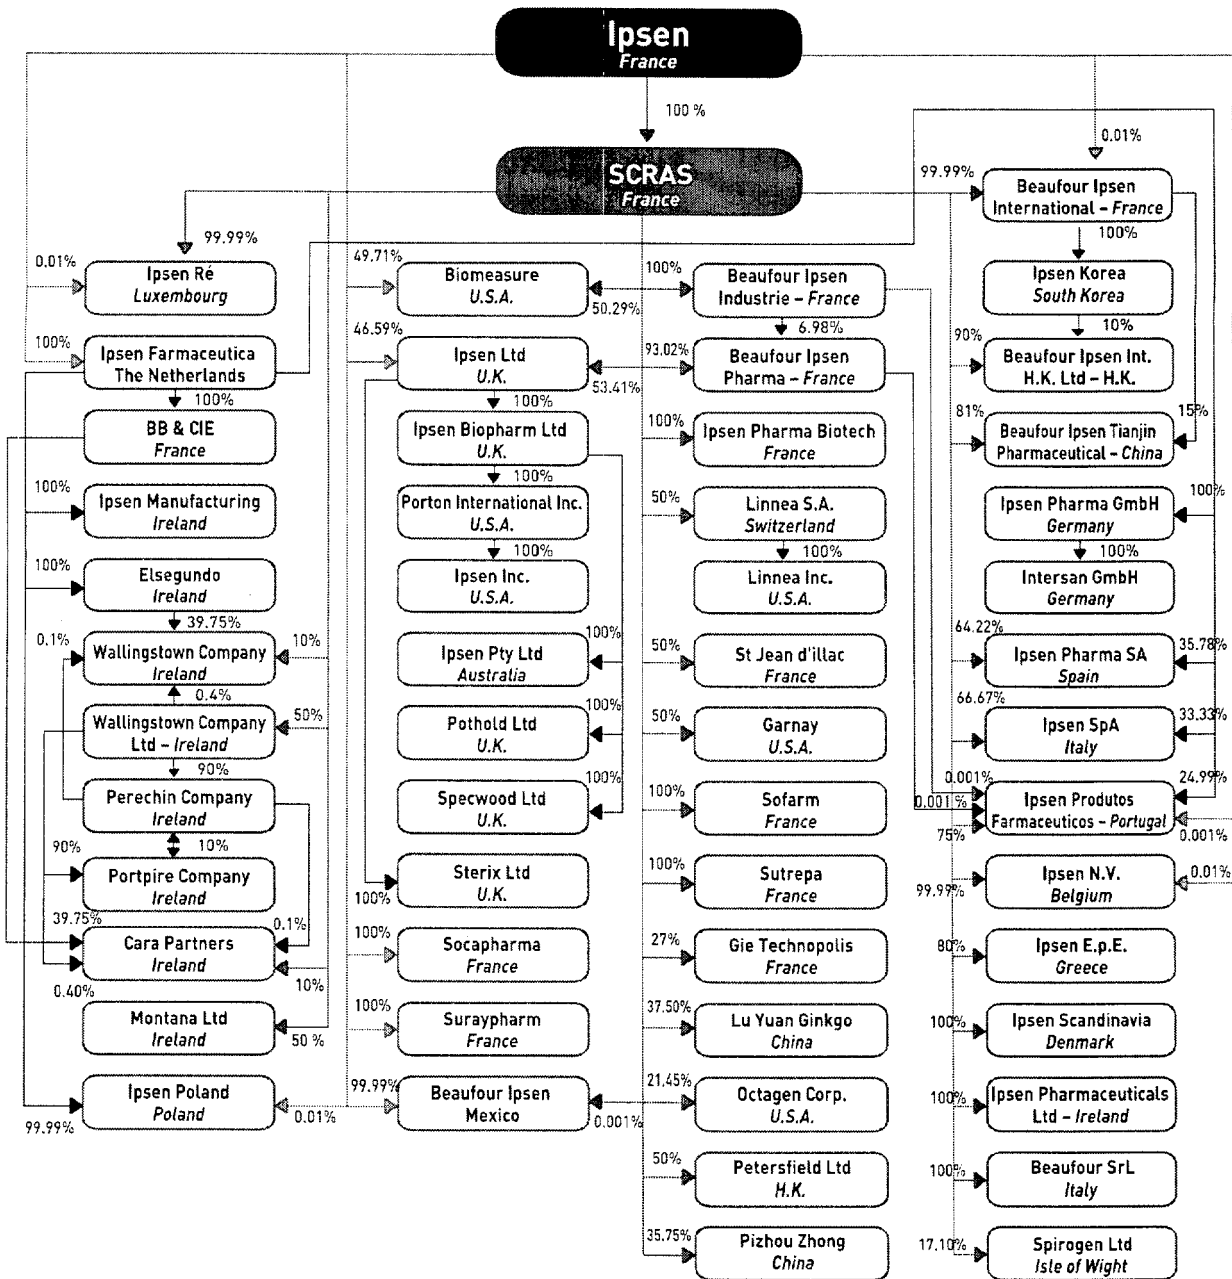 Ipsen
France
100 %
0.01%
SCRAS
France
99.99%
Beaufour Ipsen
International – France
99.99%
0.01%
Ipsen Ré
Luxembourg
49.71%
Biomeasure
U.S.A.
50.29%
100%
Beaufour Ipsen
Industrie – France
100%
Ipsen Korea
South Korea
100%
Ipsen Farmaceutica
The Netherlands
46.59%
Ipsen Ltd
U.K.
53.41%
6.98%
93.02%
Beaufour Ipsen
Pharma – France
10%
90%
Beaufour Ipsen Int.
H.K. Ltd – H.K.
100%
BB & CIE
France
100%
Ipsen Biopharm Ltd
U.K.
100%
Ipsen Pharma Biotech
France
81%
15%
Beaufour Ipsen Tianjin
Pharmaceutical – China
100%
Ipsen Manufacturing
Ireland
100%
Porton International Inc.
U.S.A.
50%
Linnea S.A.
Switzerland
Ipsen Pharma GmbH
Germany
100%
100%
Elsegundo
Ireland
100%
Ipsen Inc.
U.S.A.
100%
Linnea Inc.
U.S.A.
100%
Intersan GmbH
Germany
39.75%
0.1%
Wallingstown Company
Ireland
10%
Ipsen Pty Ltd
Australia
100%
50%
St Jean d'illac
France
64.22%
Ipsen Pharma SA
Spain
35.78%
0.4%
Wallingstown Company
Ltd – Ireland
50%
Pothold Ltd
U.K.
100%
50%
Garnay
U.S.A.
66.67%
Ipsen SpA
Italy
33.33%
90%
Perechin Company
Ireland
Specwood Ltd
U.K.
100%
100%
Sofarm
France
0.001%
0.001%
75%
Ipsen Produtos
Farmaceuticos – Portugal
24.99%
0.001%
10%
90%
Portpire Company
Ireland
Sterix Ltd
U.K.
100%
100%
Sutrepa
France
99.99%
Ipsen N.V.
Belgium
0.01%
39.75%
0.1%
Cara Partners
Ireland
0.40%
10%
100%
Socapharma
France
27%
Gie Technopolis
France
80%
Ipsen E.p.E.
Greece
Montana Ltd
Ireland
50 %
100%
Suraypharm
France
37.50%
Lu Yuan Ginkgo
China
100%
Ipsen Scandinavia
Denmark
Ipsen Poland
Poland
99.99%
0.01%
99.99%
Beaufour Ipsen
Mexico
0.001%
21.45%
Octagen Corp.
U.S.A.
100%
Ipsen Pharmaceuticals
Ltd – Ireland
50%
Petersfield Ltd
H.K.
100%
Beaufour SrL
Italy
35.75%
Pizhou Zhong
China
17.10%
Spirogen Ltd
Isle of Wight